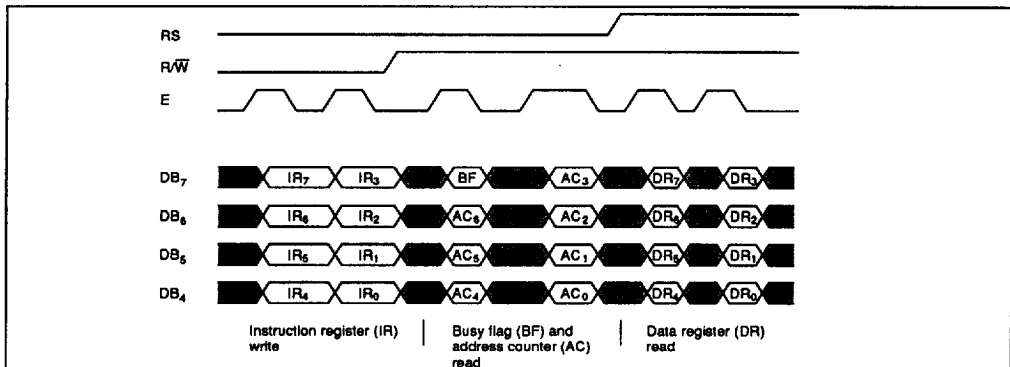 RS
R/W̅
E
DB₇ IR₇ IR₃ BF AC₃ DR₇ DR₃
DB₆ IR₆ IR₂ AC₆ AC₂ DR₆ DR₂
DB₅ IR₅ IR₁ AC₅ AC₁ DR₅ DR₁
DB₄ IR₄ IR₀ AC₄ AC₀ DR₄ DR₀
Instruction register (IR)
write
Busy flag (BF) and
address counter (AC)
read
Data register (DR)
read